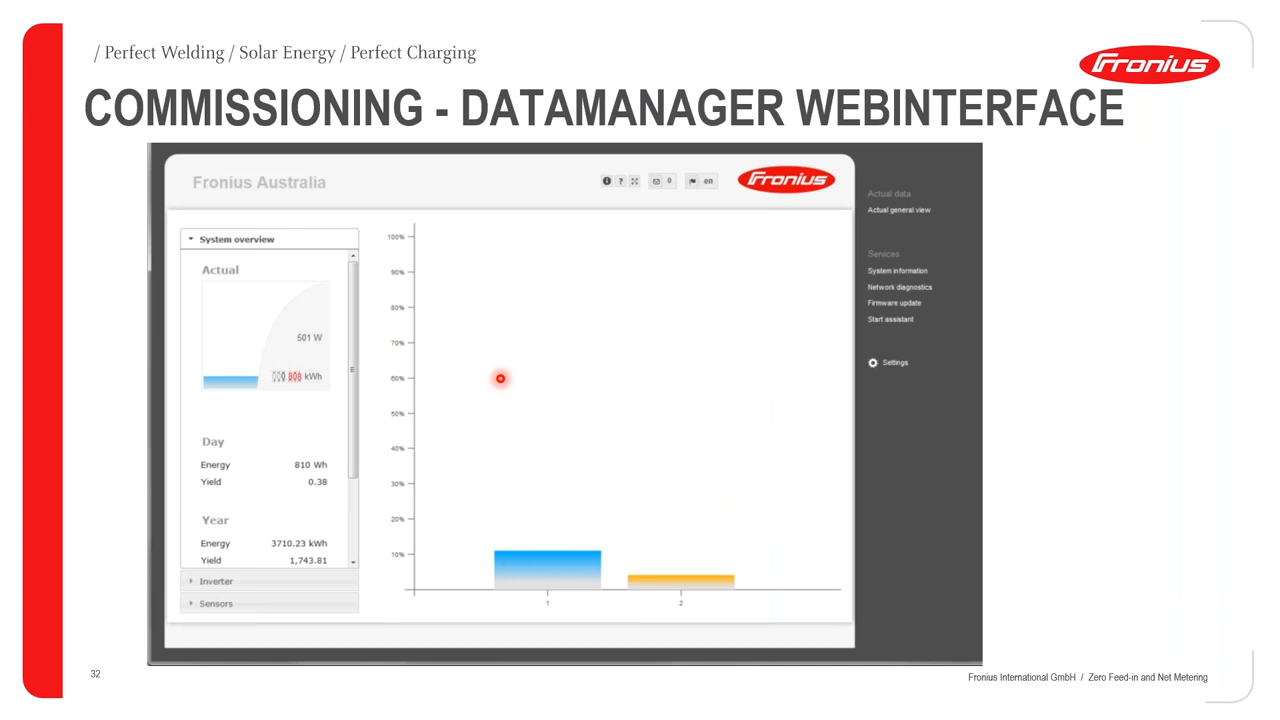 / Perfect Welding / Solar Energy / Perfect Charging
Fronius
COMMISSIONING - DATAMANAGER WEBINTERFACE
Fronius Australia
? 0 en
Fronius
System overview
Actual
501 W
kWh
Day
Energy 810 Wh
Yield 0.38
Year
Energy 3710.23 kWh
Yield 1,743.81
Inverter
Sensors
100%
90%
80%
70%
60%
50%
40%
30%
20%
10%
1 2
Actual data
Actual general view
Services
System information
Network diagnostics
Firmware update
Start assistant
Settings
32
Fronius International GmbH / Zero Feed-in and Net Metering